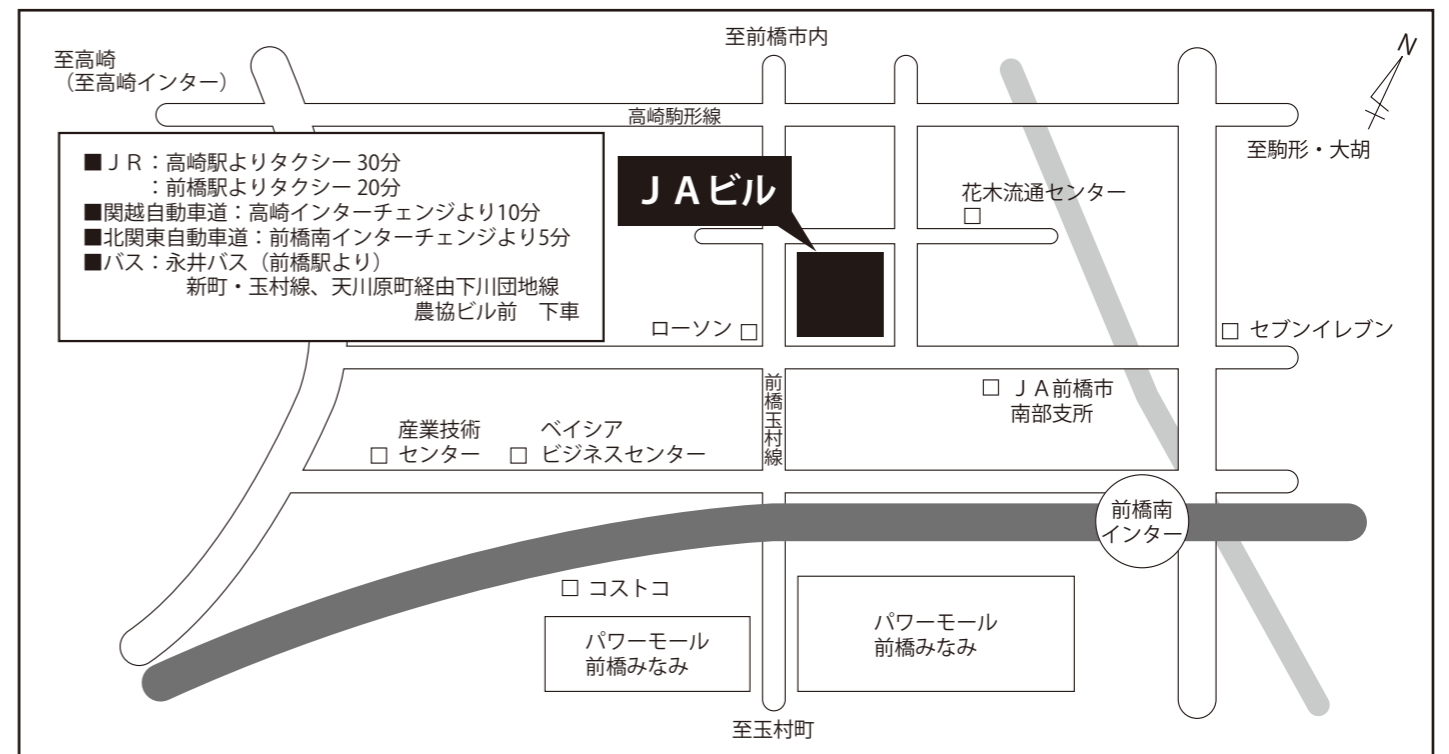 至前橋市内
至高崎
（至高崎インター）
N
高崎駒形線
至駒形・大胡
■ＪＲ：高崎駅よりタクシー 30分
：前橋駅よりタクシー 20分
■関越自動車道：高崎インターチェンジより10分
■北関東自動車道：前橋南インターチェンジより5分
■バス：永井バス（前橋駅より）
新町・玉村線、天川原町経由下川団地線
農協ビル前　下車
ＪＡビル
花木流通センター
□
ローソン □
□ セブンイレブン
前橋玉村線
□ ＪＡ前橋市
南部支所
産業技術
□ センター
ベイシア
□ ビジネスセンター
前橋南
インター
□ コストコ
パワーモール
前橋みなみ
パワーモール
前橋みなみ
至玉村町